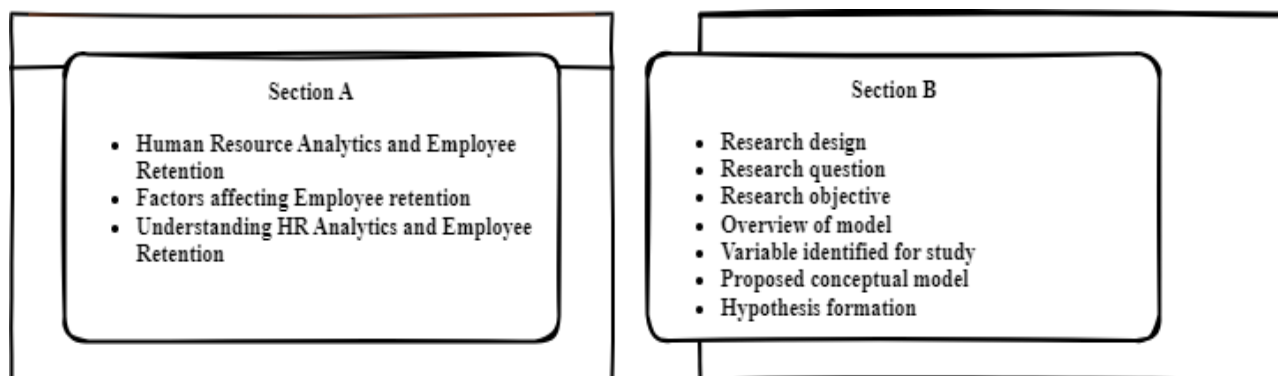 Section A
• Human Resource Analytics and Employee
Retention
• Factors affecting Employee retention
• Understanding HR Analytics and Employee
Retention
Section B
• Research design
• Research question
• Research objective
• Overview of model
• Variable identified for study
• Proposed conceptual model
• Hypothesis formation